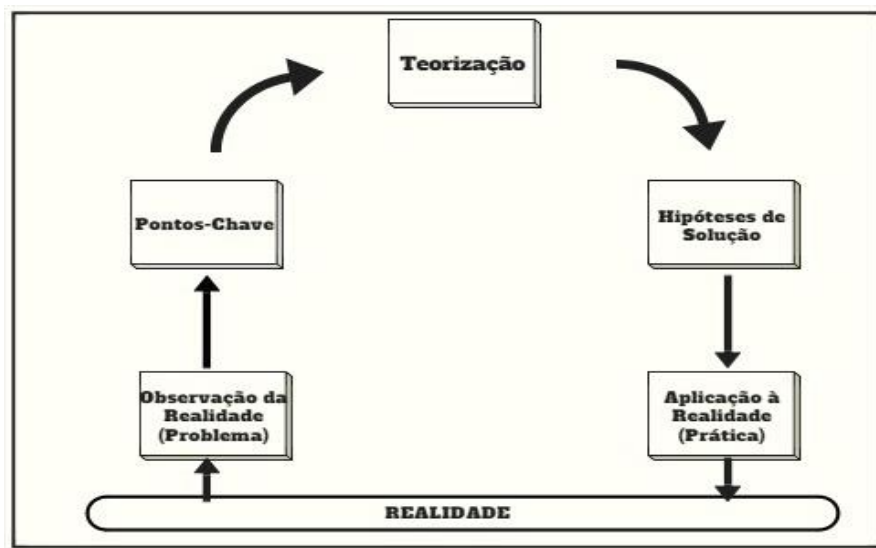 Teorização
Pontos-Chave
Hipóteses de
Solução
Observação da
Realidade
(Problema)
Aplicação à
Realidade
(Prática)
REALIDADE